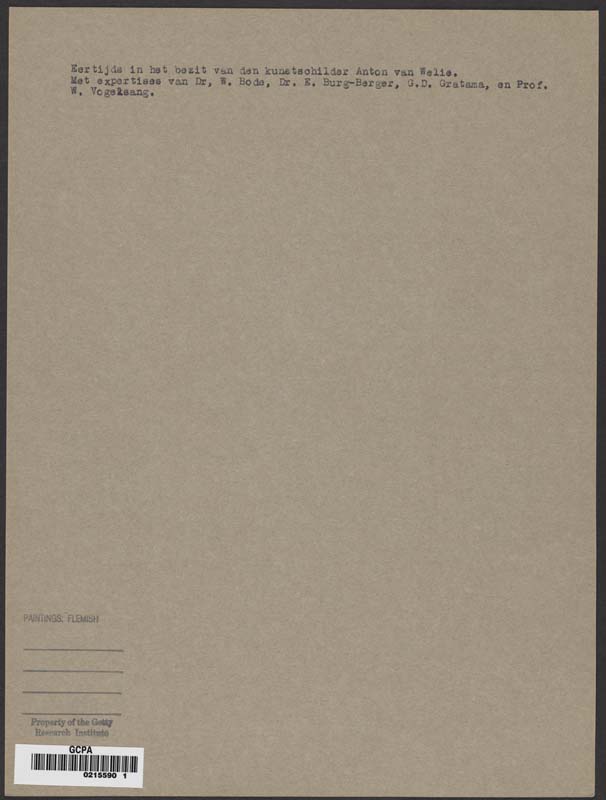 Eertijds in het bezit van den kunstschilder Anton van Welie.
Met expertises van Dr, W. Bode, Dr. E. Burg-Berger, G.D. Gratama, en Prof.
W. Vogelsang.
PAINTINGS: FLEMISH
Property of the Getty
Research Institute
GCPA
0215590 1